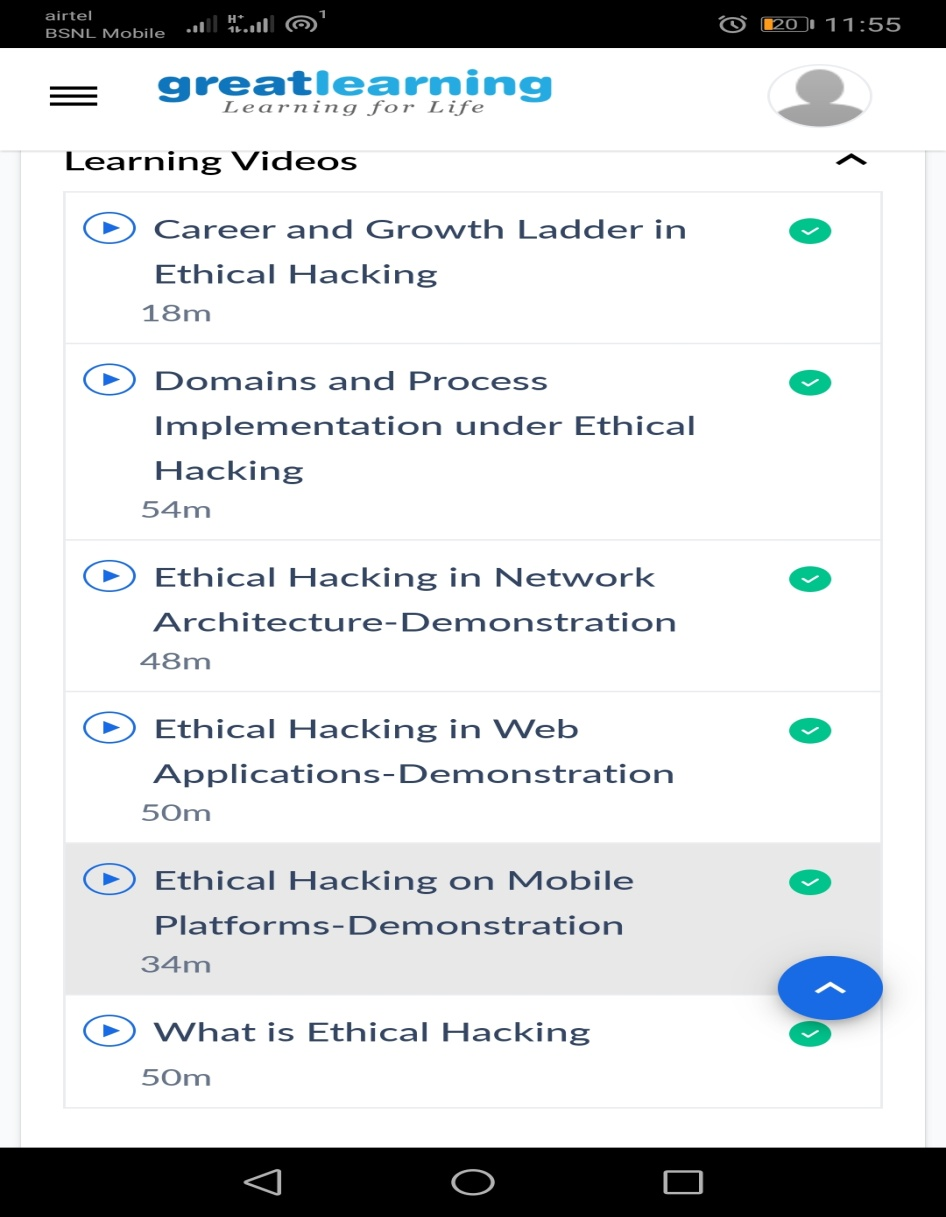 airtel
BSNL Mobile
H+
1
20
11:55
greatlearning
Learning for Life
Learning Videos
Career and Growth Ladder in
Ethical Hacking
18m
Domains and Process
Implementation under Ethical
Hacking
54m
Ethical Hacking in Network
Architecture-Demonstration
48m
Ethical Hacking in Web
Applications-Demonstration
50m
Ethical Hacking on Mobile
Platforms-Demonstration
34m
What is Ethical Hacking
50m